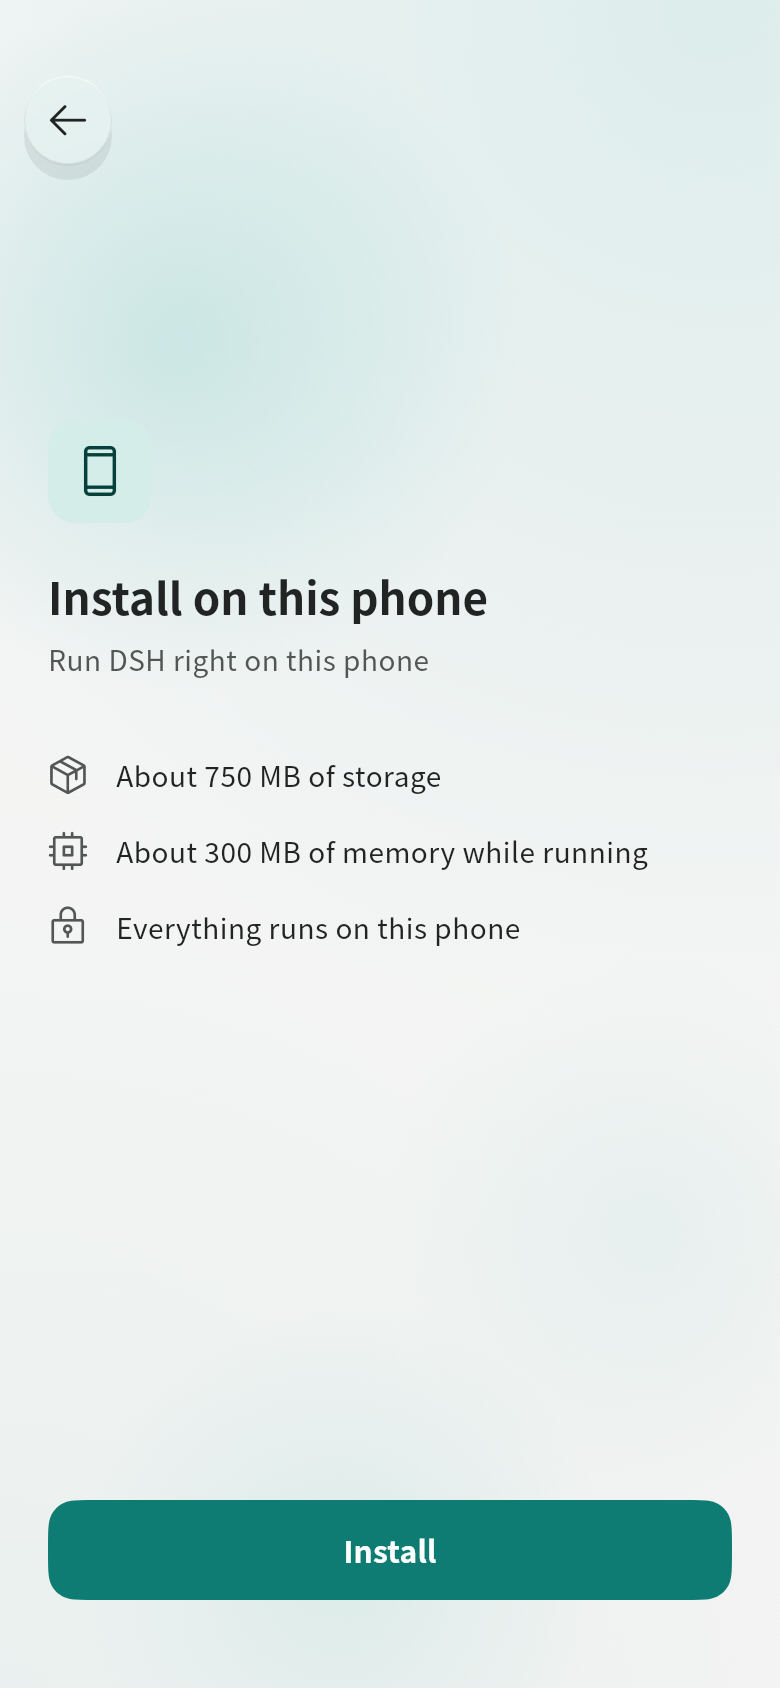 Install on this phone
Run DSH right on this phone
About 750 MB of storage
About 300 MB of memory while running
Everything runs on this phone
Install